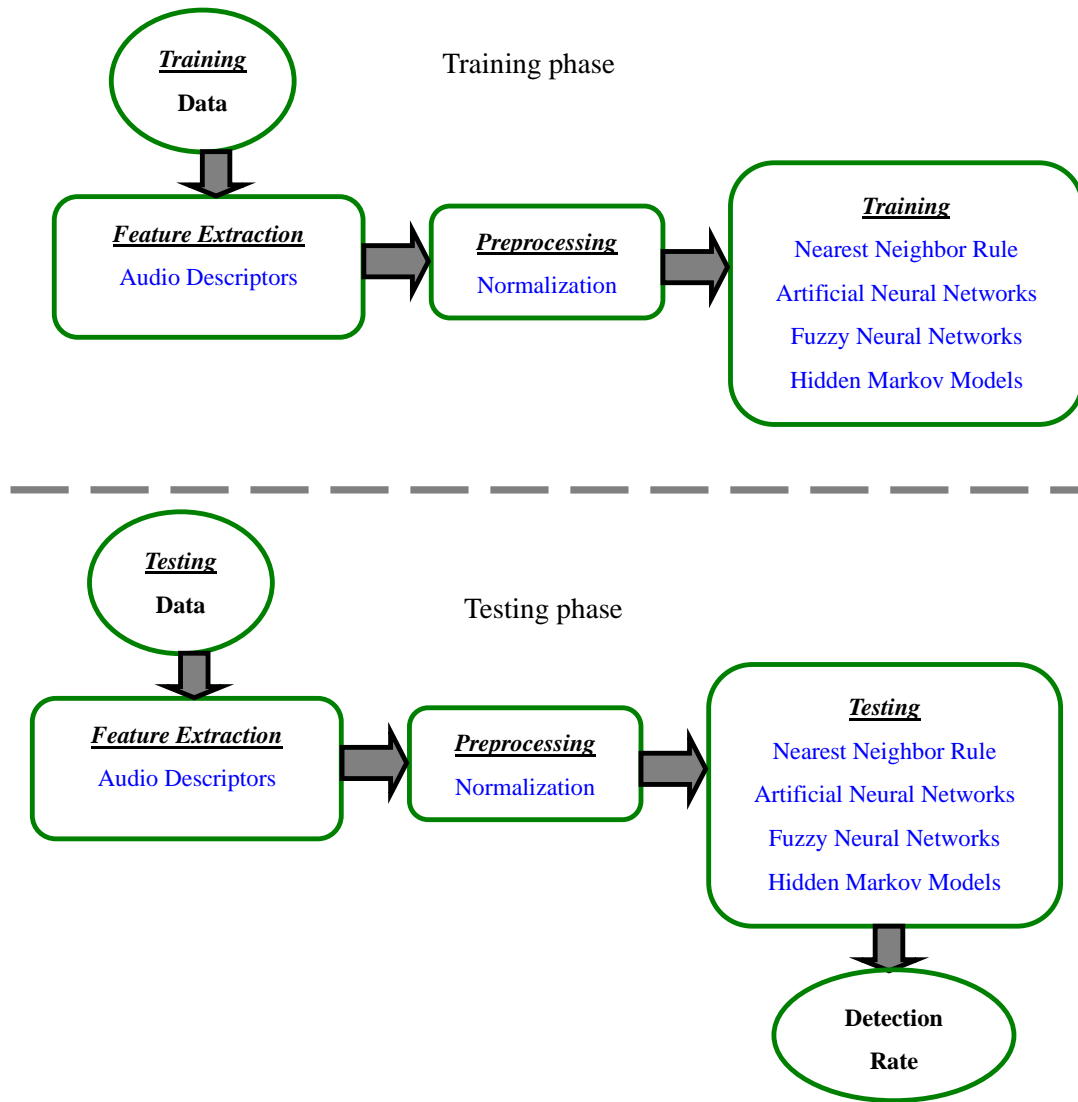 Training
Data
Training phase
Feature Extraction
Audio Descriptors
Preprocessing
Normalization
Training
Nearest Neighbor Rule
Artificial Neural Networks
Fuzzy Neural Networks
Hidden Markov Models
Testing
Data
Testing phase
Feature Extraction
Audio Descriptors
Preprocessing
Normalization
Testing
Nearest Neighbor Rule
Artificial Neural Networks
Fuzzy Neural Networks
Hidden Markov Models
Detection
Rate